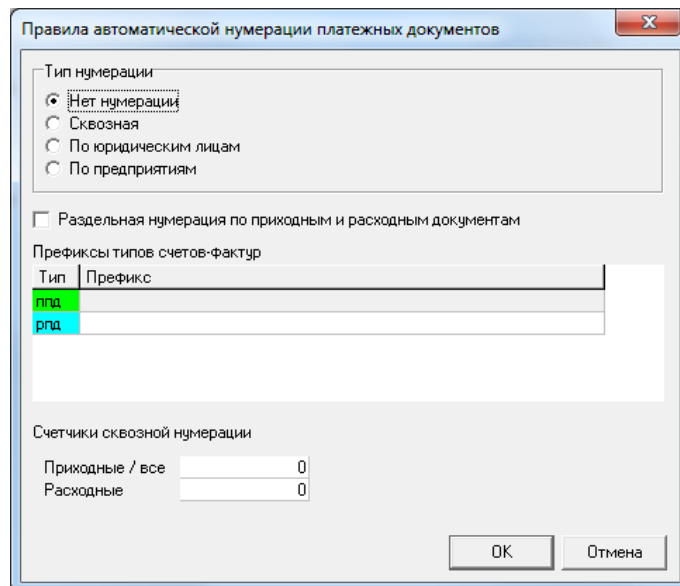 Правила автоматической нумерации платежных документов
Тип нумерации
Нет нумерации
Сквозная
По юридическим лицам
По предприятиям
Раздельная нумерация по приходным и расходным документам
Префиксы типов счетов-фактур
Тип Префикс
ппд
рпд
Счетчики сквозной нумерации
Приходные / все 0
Расходные 0
OK Отмена